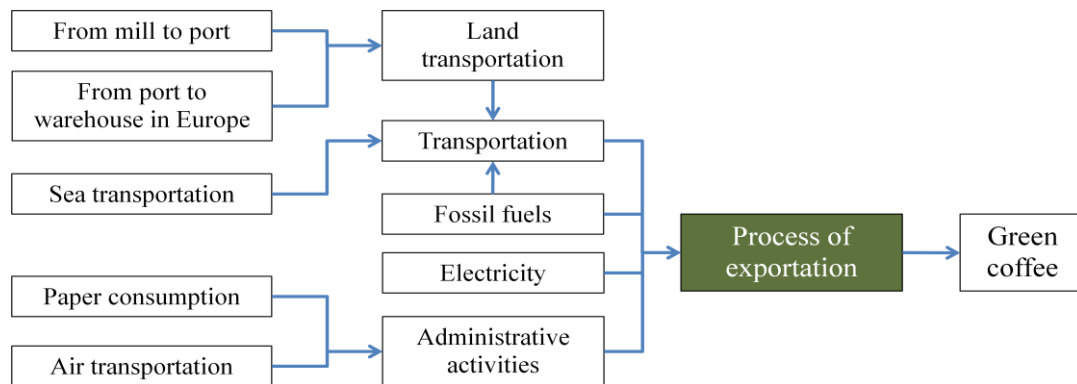 From mill to port
Land
transportation
From port to
warehouse in Europe
Transportation
Sea transportation
Fossil fuels
Process of
exportation
Green
coffee
Electricity
Paper consumption
Administrative
activities
Air transportation